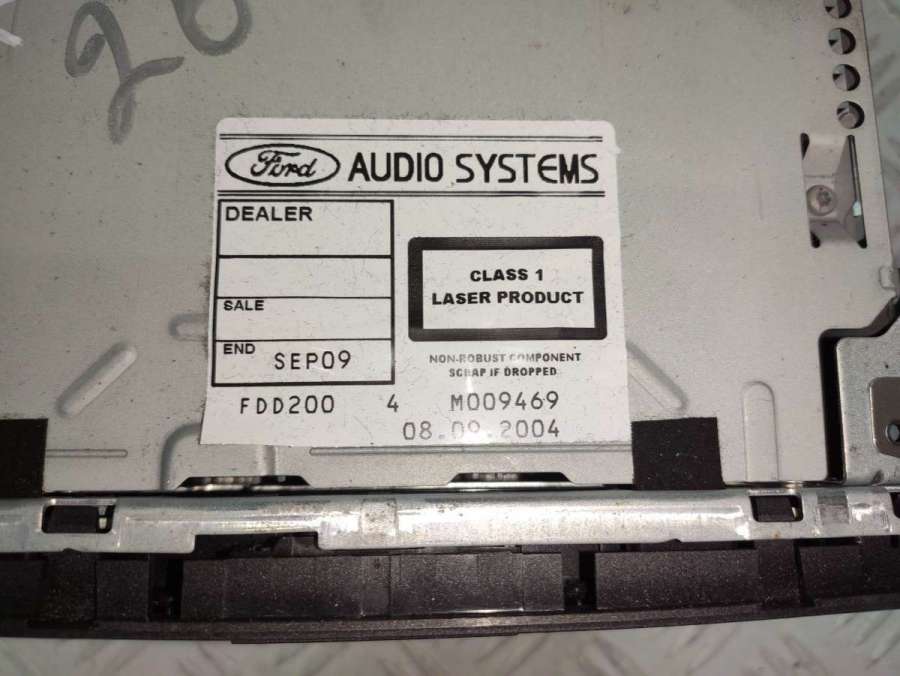 20
Ford AUDIO SYSTEMS
DEALER
CLASS 1
LASER PRODUCT
SALE
END SEP09
NON-ROBUST COMPONENT
SCRAP IF DROPPED
FDD200 4 M009469
08.09.2004